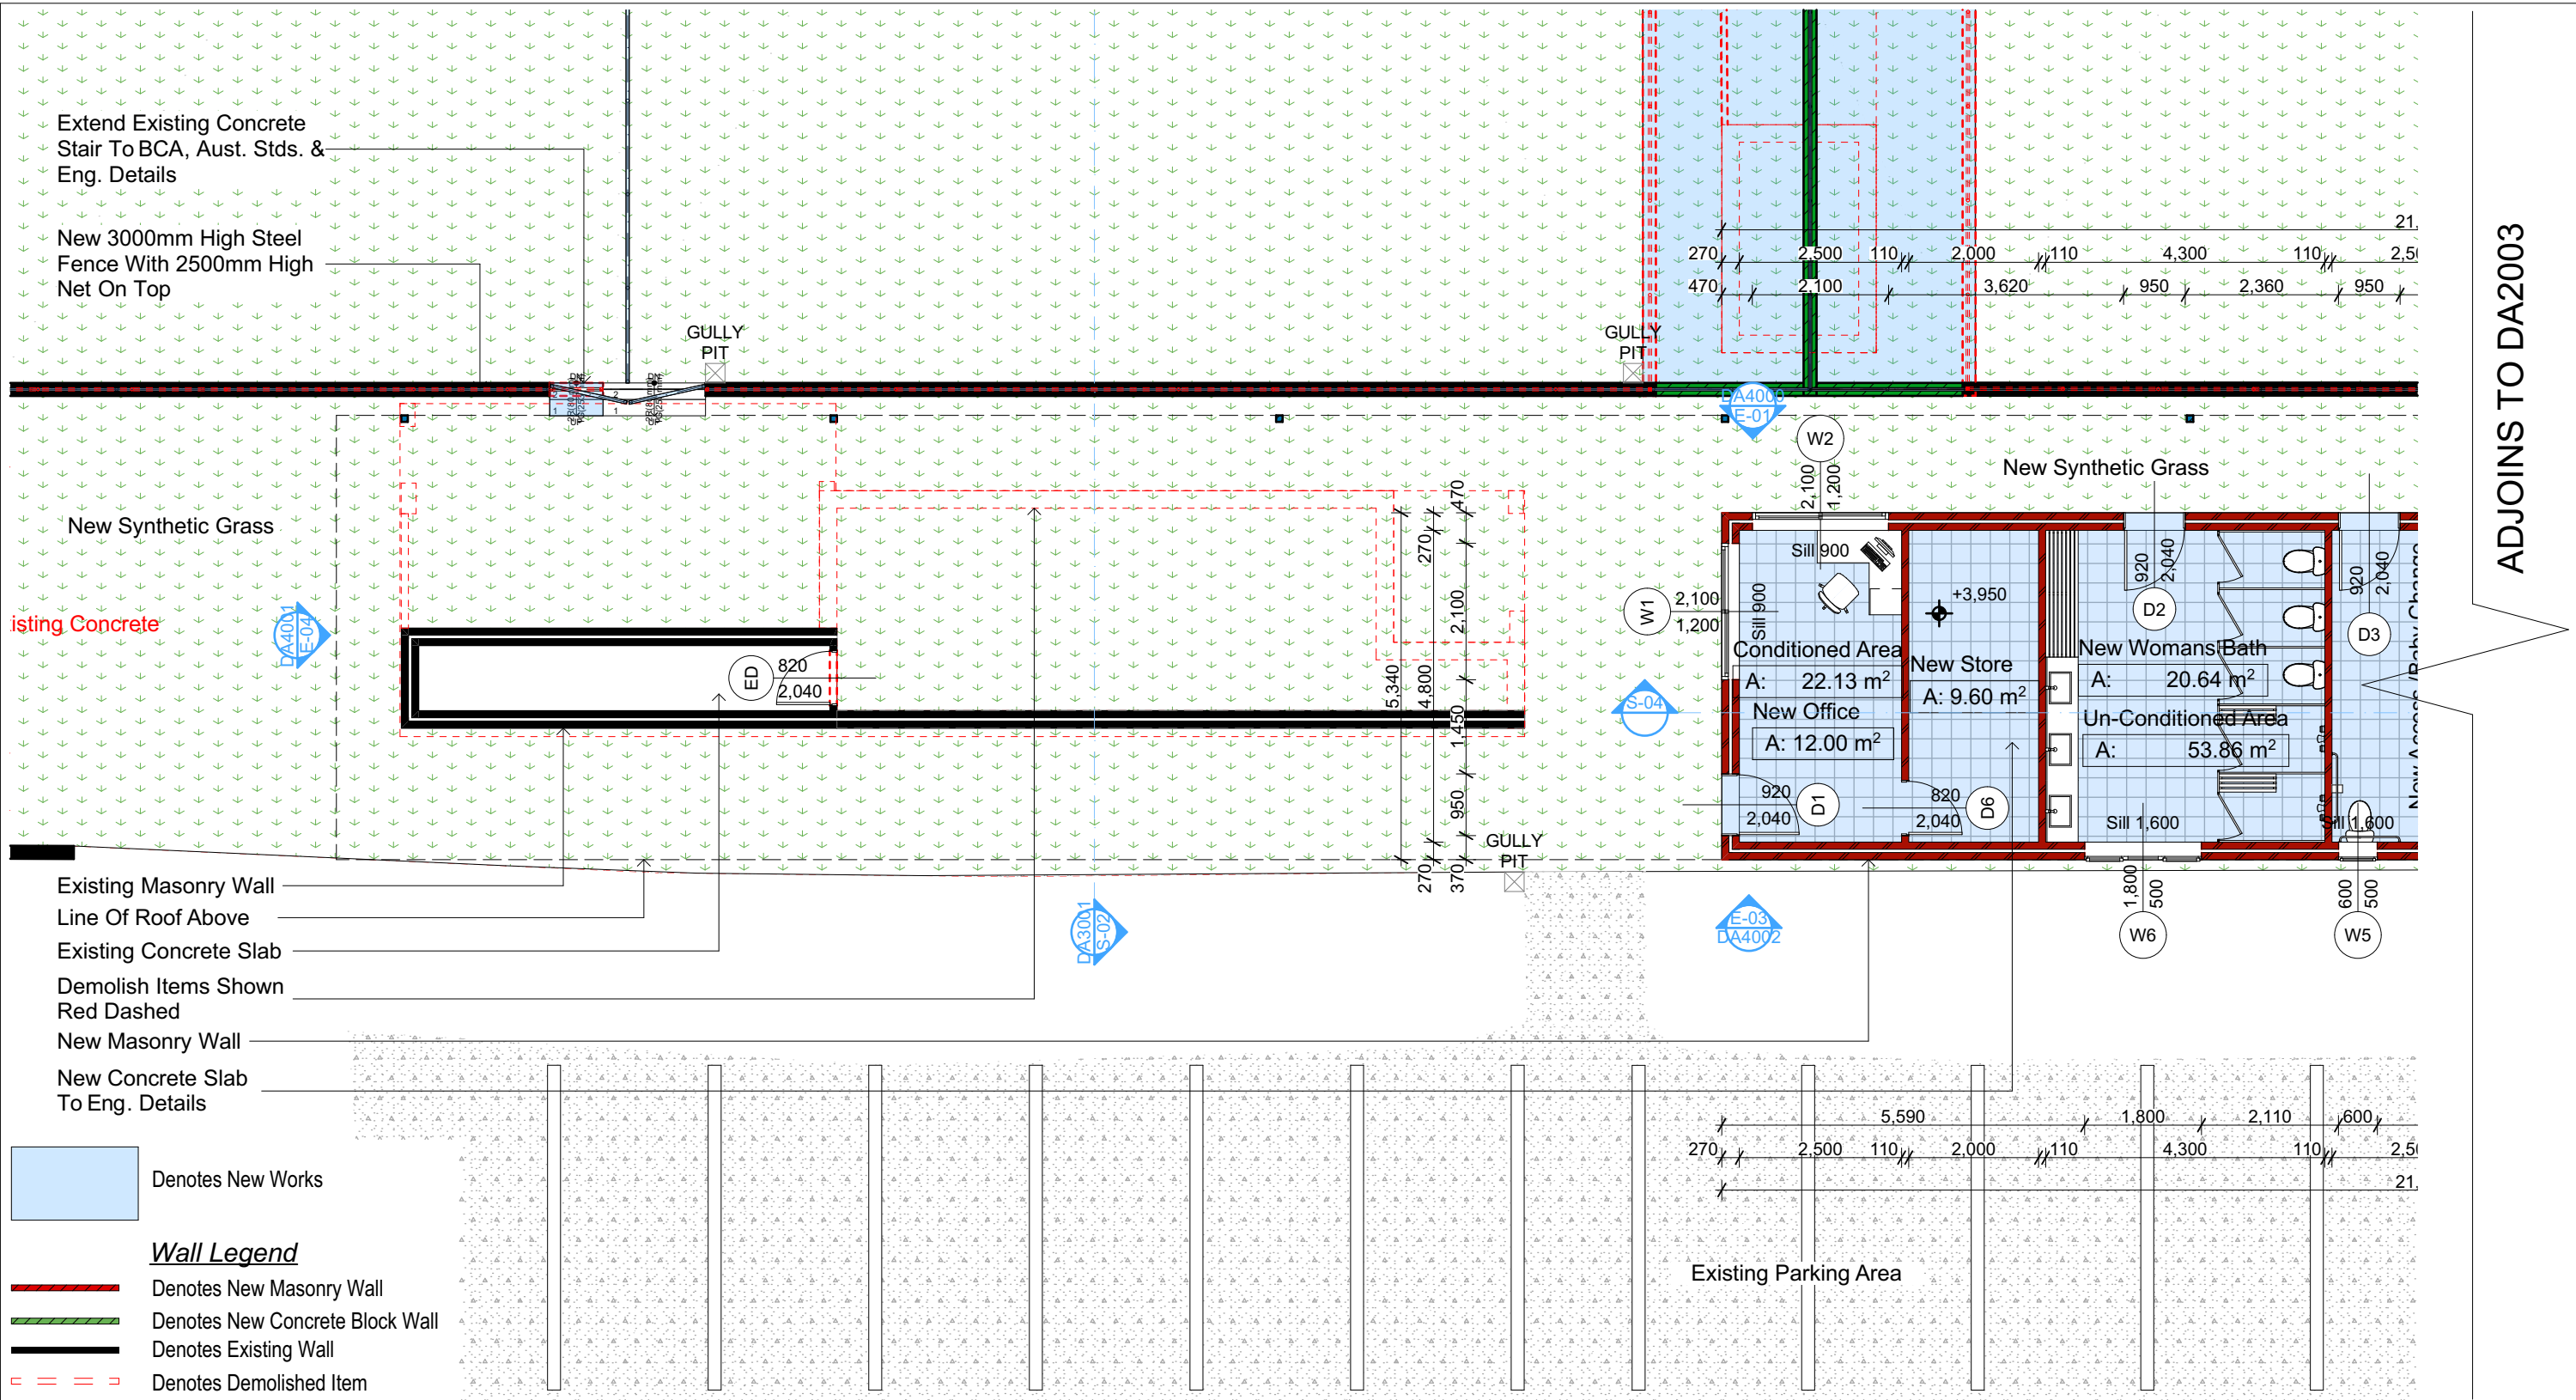 Extend Existing Concrete
Stair To BCA, Aust. Stds. &
Eng. Details
New 3000mm High Steel
Fence With 2500mm High
Net On Top
GULLY
PIT
GULLY
PIT
21,
270 2,500 110 2,000 110 4,300 110
470 2,100 3,620 950 2,360 950
ADJOINS TO DA2003
DA4000
E-01
W2
2,100
1,200
New Synthetic Grass
New Synthetic Grass
isting Concrete
DA4001
E-04
ED
820
2,040
470
270
2,100
5,340
4,800
1,450
950
270
370
W1
2,100
1,200
Sill 900
Sill 900
+3,950
920
2,040
D2
920
2,040
D3
Conditioned Area
A: 22.13 m²
New Office
A: 12.00 m²
New Store
A: 9.60 m²
New Womans Bath
A: 20.64 m²
Un-Conditioned Area
A: 53.86 m²
S-04
920
2,040
D1
820
2,040
D6
Sill 1,600
Sill 1,600
GULLY
PIT
1,800
500
W6
600
500
W5
Existing Masonry Wall
Line Of Roof Above
Existing Concrete Slab
Demolish Items Shown
Red Dashed
New Masonry Wall
New Concrete Slab
To Eng. Details
DA3001
S-02
E-03
DA4002
5,590 1,800 2,110 600
270 2,500 110 2,000 110 4,300 110
21,
Existing Parking Area
Denotes New Works
Wall Legend
Denotes New Masonry Wall
Denotes New Concrete Block Wall
Denotes Existing Wall
Denotes Demolished Item